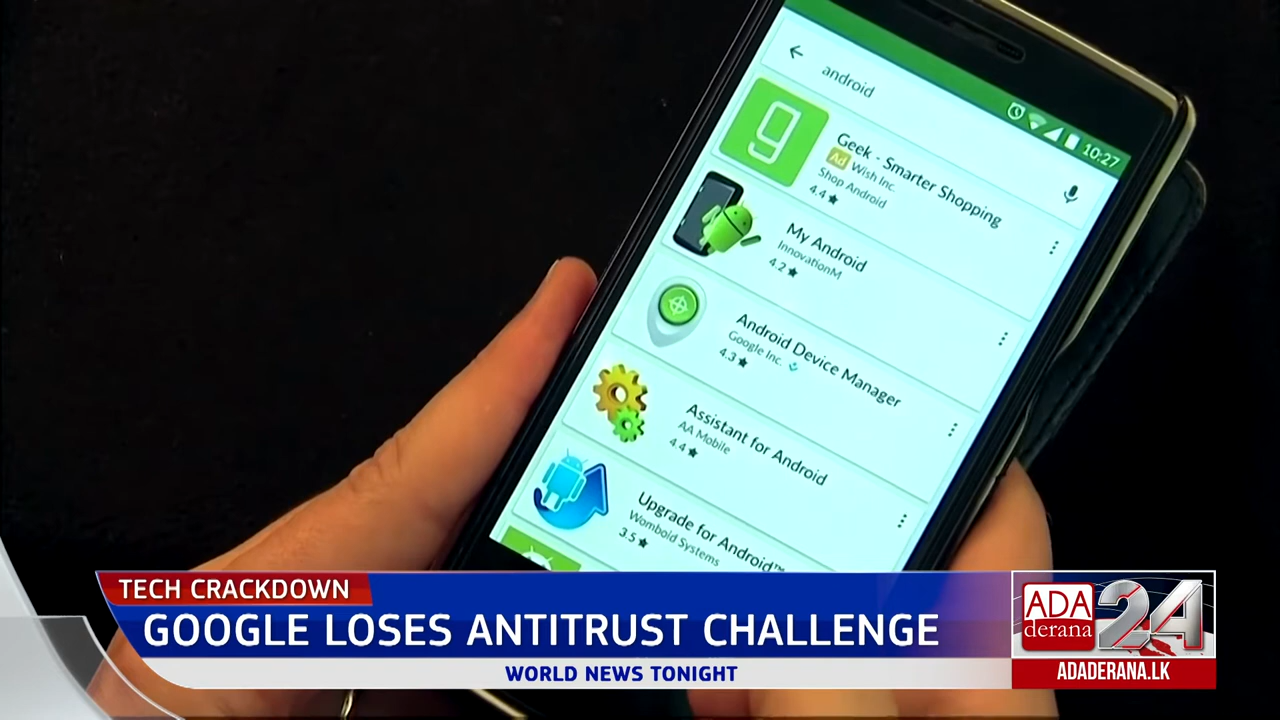 android
10:27
g
Geek - Smarter Shopping
Ad Wish Inc.
Shop Android
4.4★
My Android
InnovationM
4.2★
Android Device Manager
Google Inc.
4.3★
Assistant for Android
AA Mobile
4.4★
Upgrade for Android™
Womboid Systems
3.5★
TECH CRACKDOWN
GOOGLE LOSES ANTITRUST CHALLENGE
WORLD NEWS TONIGHT
ADA
derana
24
ADADERANA.LK